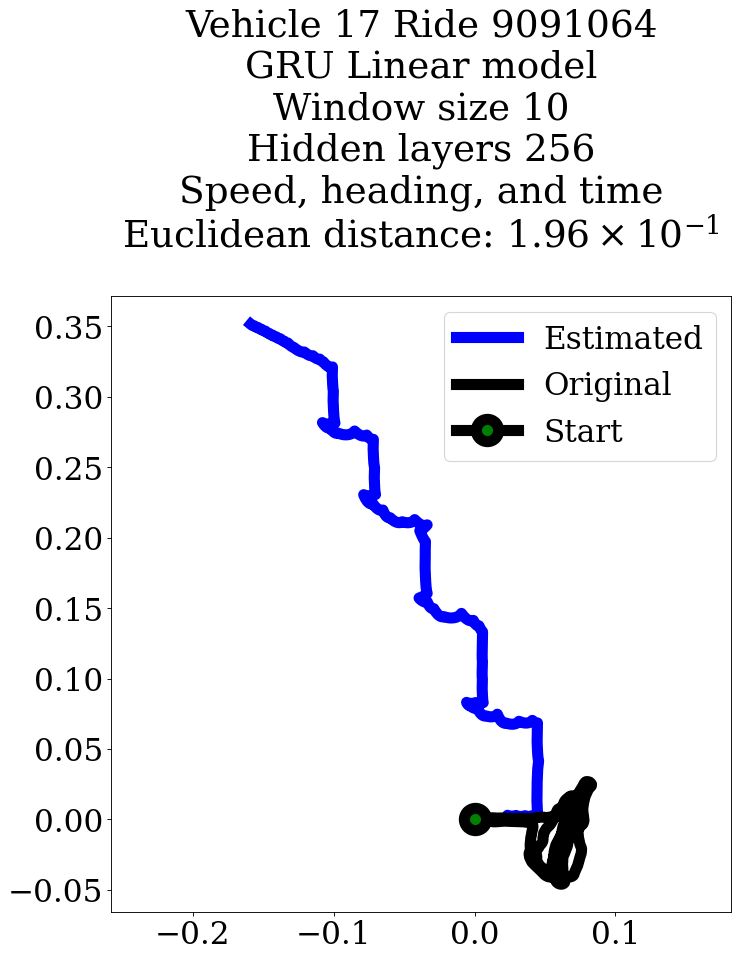 Vehicle 17 Ride 9091064
GRU Linear model
Window size 10
Hidden layers 256
Speed, heading, and time
Euclidean distance: 1.96 × 10⁻¹
Estimated
Original
Start
0.35
0.30
0.25
0.20
0.15
0.10
0.05
0.00
−0.05
−0.2 −0.1 0.0 0.1